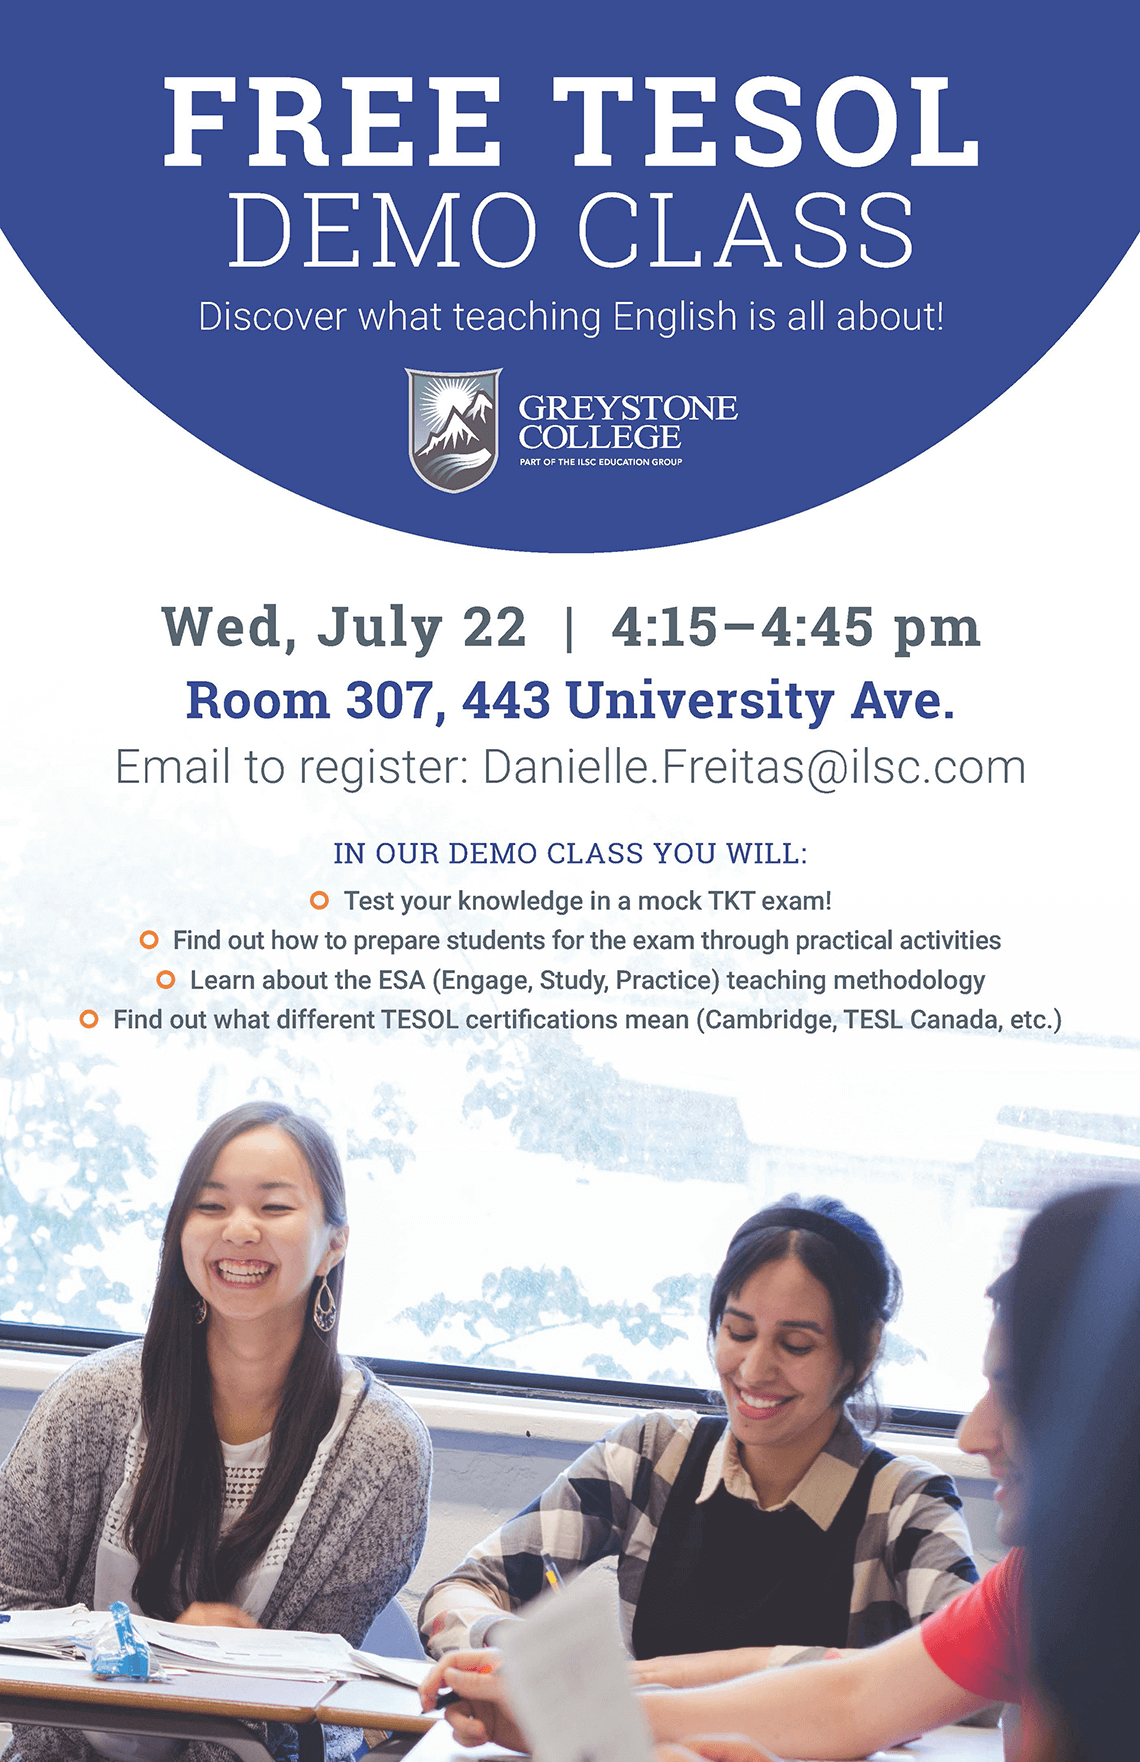 FREE TESOL
DEMO CLASS
Discover what teaching English is all about!
GREYSTONE
COLLEGE
PART OF THE ILSC EDUCATION GROUP
Wed, July 22 | 4:15–4:45 pm
Room 307, 443 University Ave.
Email to register: Danielle.Freitas@ilsc.com
IN OUR DEMO CLASS YOU WILL:
Test your knowledge in a mock TKT exam!
Find out how to prepare students for the exam through practical activities
Learn about the ESA (Engage, Study, Practice) teaching methodology
Find out what different TESOL certifications mean (Cambridge, TESL Canada, etc.)